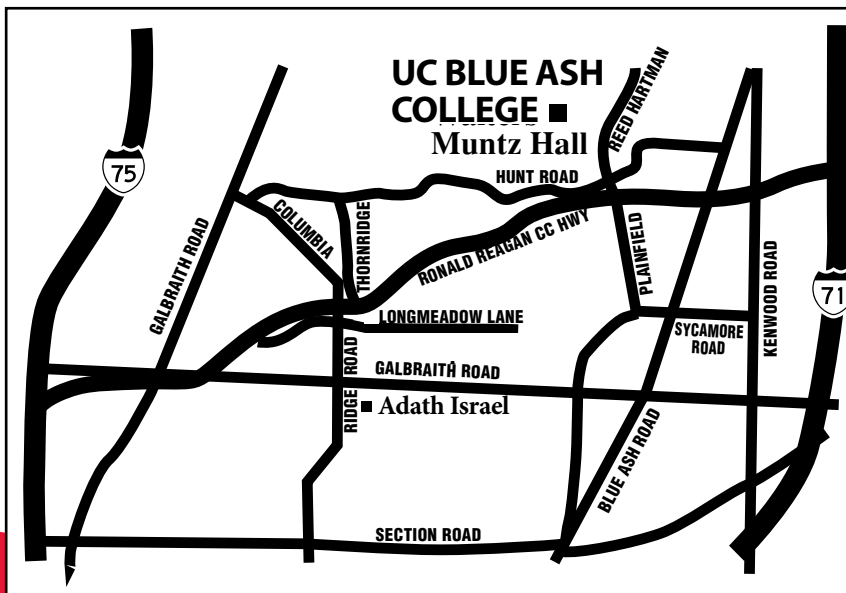 UC BLUE ASH
COLLEGE
Muntz Hall
REED HARTMAN
75
HUNT ROAD
COLUMBIA
THORNRIDGE
RONALD REAGAN CC HWY
PLAINFIELD
KENWOOD ROAD
71
GALBRAITH ROAD
LONGMEADOW LANE
SYCAMORE
ROAD
RIDGE ROAD
GALBRAITH ROAD
Adath Israel
BLUE ASH ROAD
SECTION ROAD